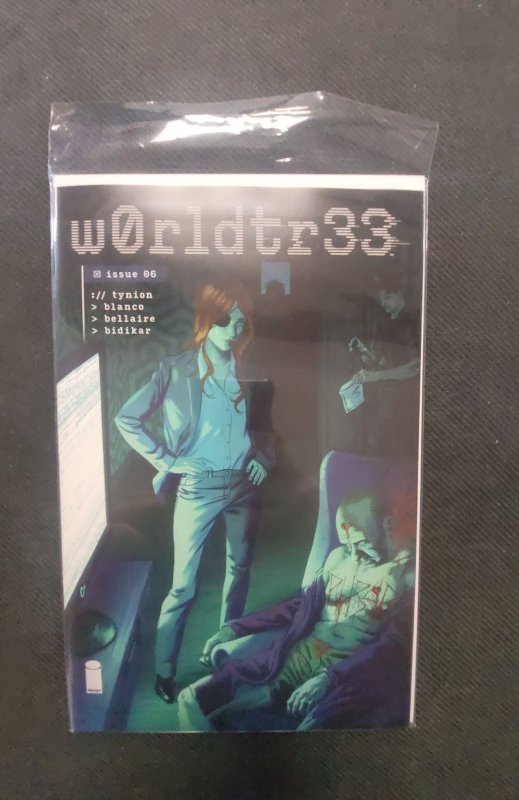 w0rldtr33
issue 06
:// tynion
> blanco
> bellaire
> bidikar